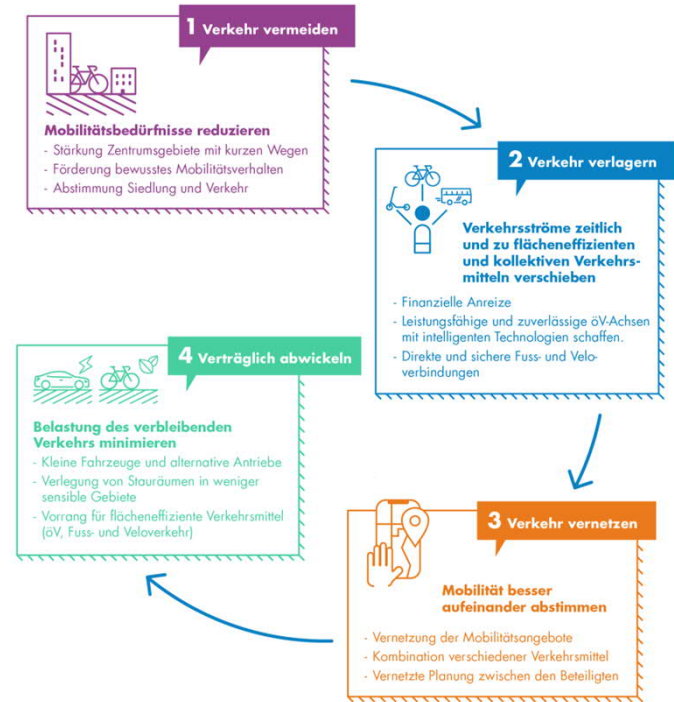 1 Verkehr vermeiden
Mobilitätsbedürfnisse reduzieren
- Stärkung Zentrumsgebiete mit kurzen Wegen
- Förderung bewusstes Mobilitätsverhalten
- Abstimmung Siedlung und Verkehr
2 Verkehr verlagern
Verkehrsströme zeitlich
und zu flächeneffizienten
und kollektiven Verkehrs-
mitteln verschieben
- Finanzielle Anreize
- Leistungsfähige und zuverlässige öV-Achsen
mit intelligenten Technologien schaffen.
- Direkte und sichere Fuss- und Velo-
verbindungen
3 Verkehr vernetzen
Mobilität besser
aufeinander abstimmen
- Vernetzung der Mobilitätsangebote
- Kombination verschiedener Verkehrsmittel
- Vernetzte Planung zwischen den Beteiligten
4 Verträglich abwickeln
Belastung des verbleibenden
Verkehrs minimieren
- Kleine Fahrzeuge und alternative Antriebe
- Verlegung von Stauräumen in weniger
sensible Gebiete
- Vorrang für flächeneffiziente Verkehrsmittel
(öV, Fuss- und Veloverkehr)